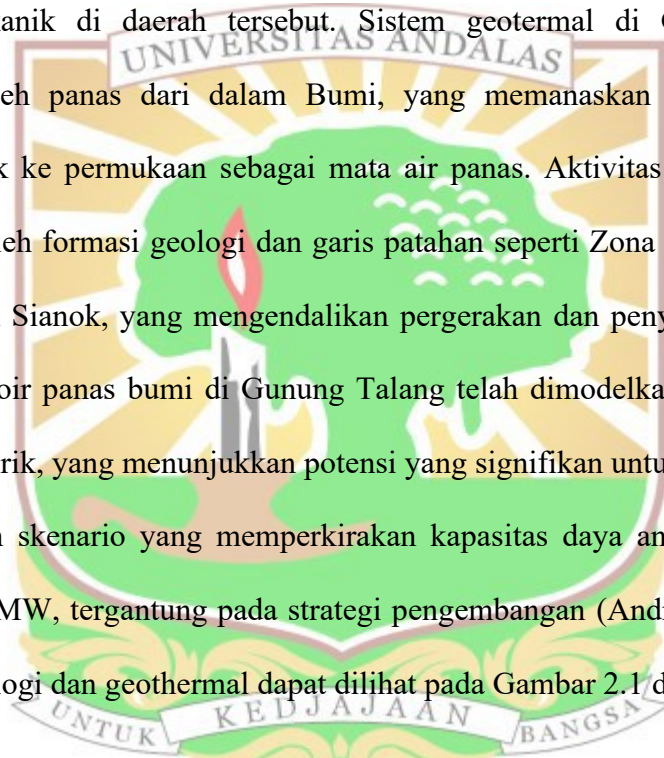 anik di daerah tersebut. Sistem geotermal di
UNIVERSITAS ANDALAS
eh panas dari dalam Bumi, yang memanaskan
k ke permukaan sebagai mata air panas. Aktivitas
leh formasi geologi dan garis patahan seperti Zona
Sianok, yang mengendalikan pergerakan dan peny
oir panas bumi di Gunung Talang telah dimodelka
rik, yang menunjukkan potensi yang signifikan untu
skenario yang memperkirakan kapasitas daya an
MW, tergantung pada strategi pengembangan (Andi
logi dan geothermal dapat dilihat pada Gambar 2.1 d
UNTUK KEDJAJAAN BANGSA